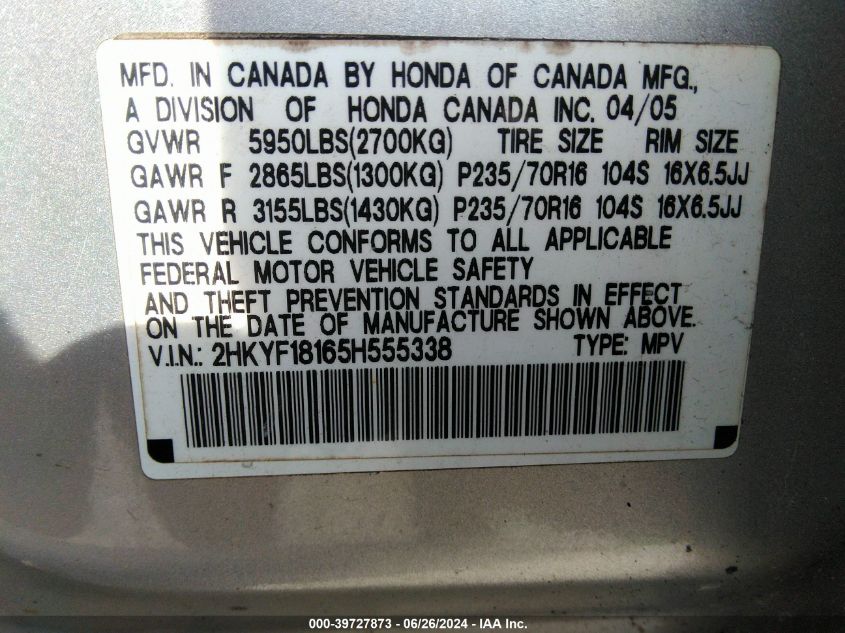 MFD. IN CANADA BY HONDA OF CANADA MFG.,
A DIVISION OF HONDA CANADA INC. 04/05
GVWR 5950LBS(2700KG) TIRE SIZE RIM SIZE
GAWR F 2865LBS(1300KG) P235/70R16 104S 16X6.5JJ
GAWR R 3155LBS(1430KG) P235/70R16 104S 16X6.5JJ
THIS VEHICLE CONFORMS TO ALL APPLICABLE
FEDERAL MOTOR VEHICLE SAFETY
AND THEFT PREVENTION STANDARDS IN EFFECT
ON THE DATE OF MANUFACTURE SHOWN ABOVE.
V.I.N.: 2HKYF18165H555338 TYPE: MPV
000-39727873 - 06/26/2024 - IAA Inc.